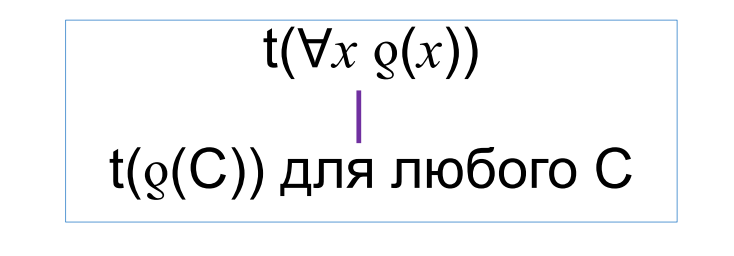 t(∀x ϱ(x))
t(ϱ(C)) для любого C